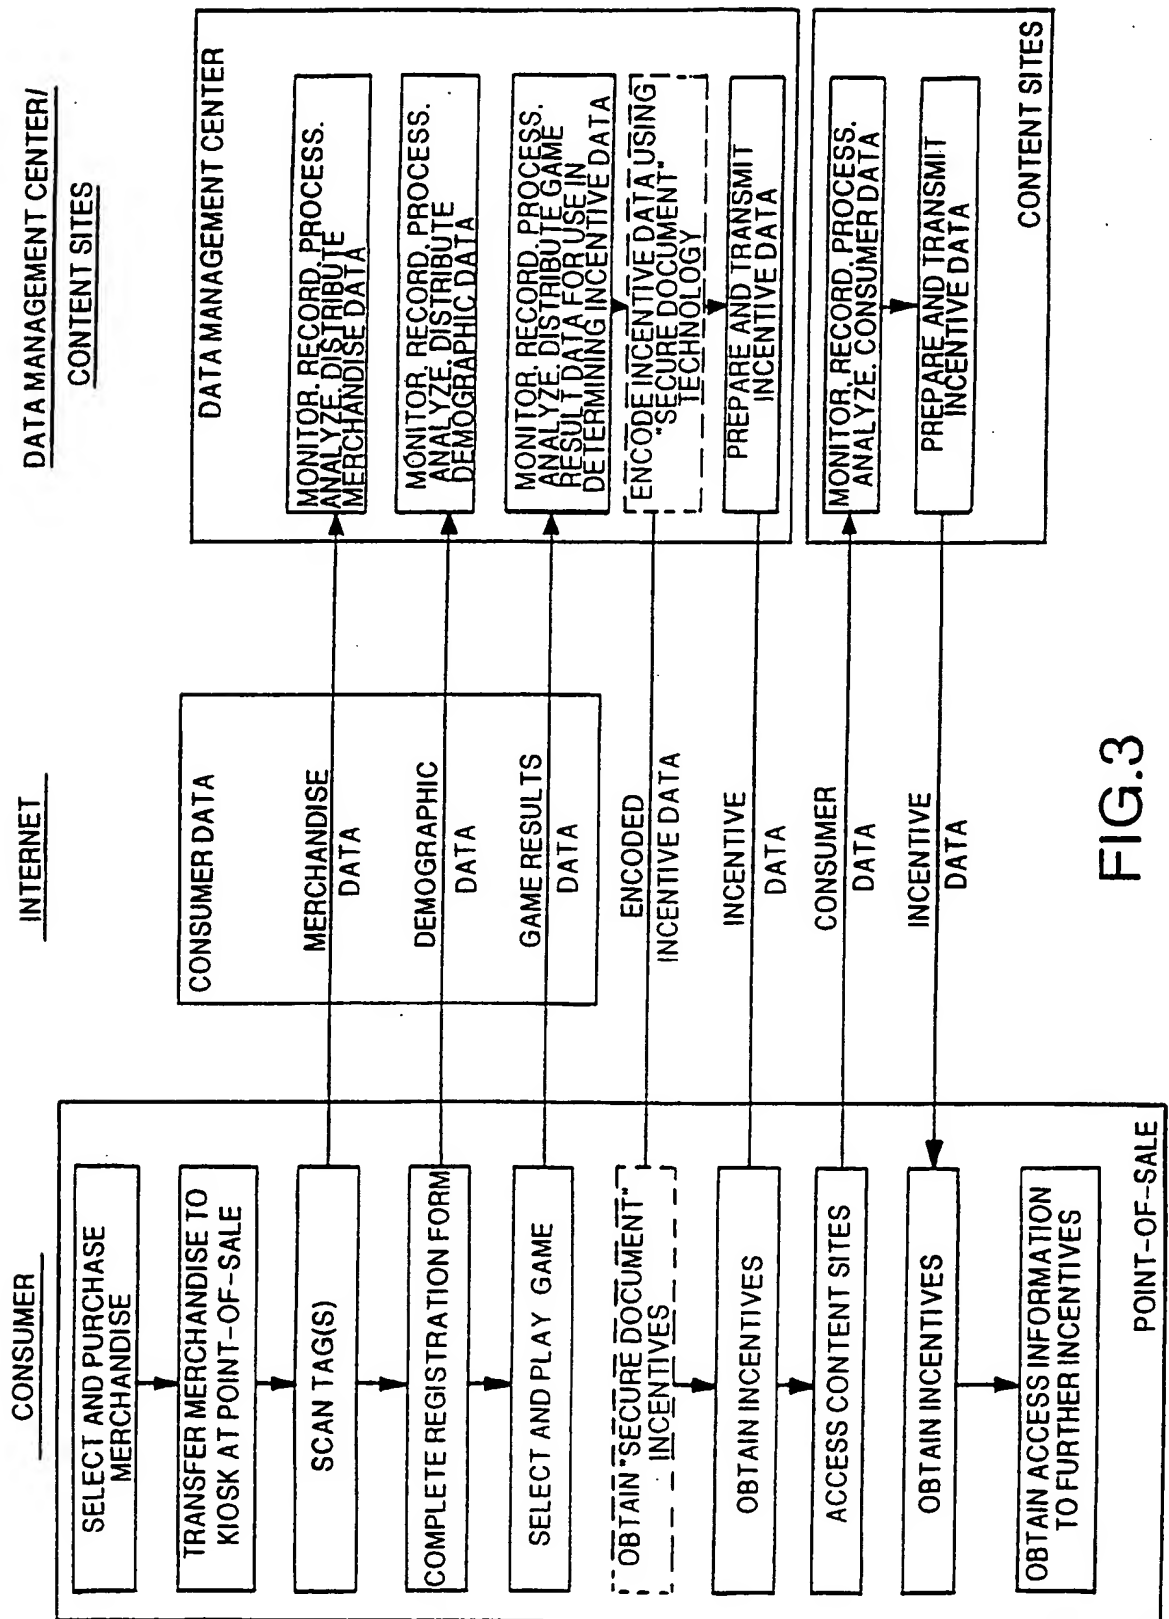 CONSUMER
SELECT AND PURCHASE
MERCHANDISE
TRANSFER MERCHANDISE TO
KIOSK AT POINT-OF-SALE
SCAN TAG(S)
COMPLETE REGISTRATION FORM
SELECT AND PLAY GAME
OBTAIN "SECURE DOCUMENT"
INCENTIVES
OBTAIN INCENTIVES
ACCESS CONTENT SITES
OBTAIN INCENTIVES
OBTAIN ACCESS INFORMATION
TO FURTHER INCENTIVES
POINT-OF-SALE
INTERNET
CONSUMER DATA
MERCHANDISE
DATA
DEMOGRAPHIC
DATA
GAME RESULTS
DATA
ENCODED
INCENTIVE DATA
INCENTIVE
DATA
CONSUMER
DATA
INCENTIVE
DATA
DATA MANAGEMENT CENTER/
CONTENT SITES
DATA MANAGEMENT CENTER
MONITOR, RECORD, PROCESS,
ANALYZE, DISTRIBUTE
MERCHANDISE DATA
MONITOR, RECORD, PROCESS,
ANALYZE, DISTRIBUTE
DEMOGRAPHIC DATA
MONITOR, RECORD, PROCESS,
ANALYZE, DISTRIBUTE GAME
RESULT DATA FOR USE IN
DETERMINING INCENTIVE DATA
ENCODE INCENTIVE DATA USING
"SECURE DOCUMENT"
TECHNOLOGY
PREPARE AND TRANSMIT
INCENTIVE DATA
MONITOR, RECORD, PROCESS,
ANALYZE, CONSUMER DATA
PREPARE AND TRANSMIT
INCENTIVE DATA
CONTENT SITES
FIG.3